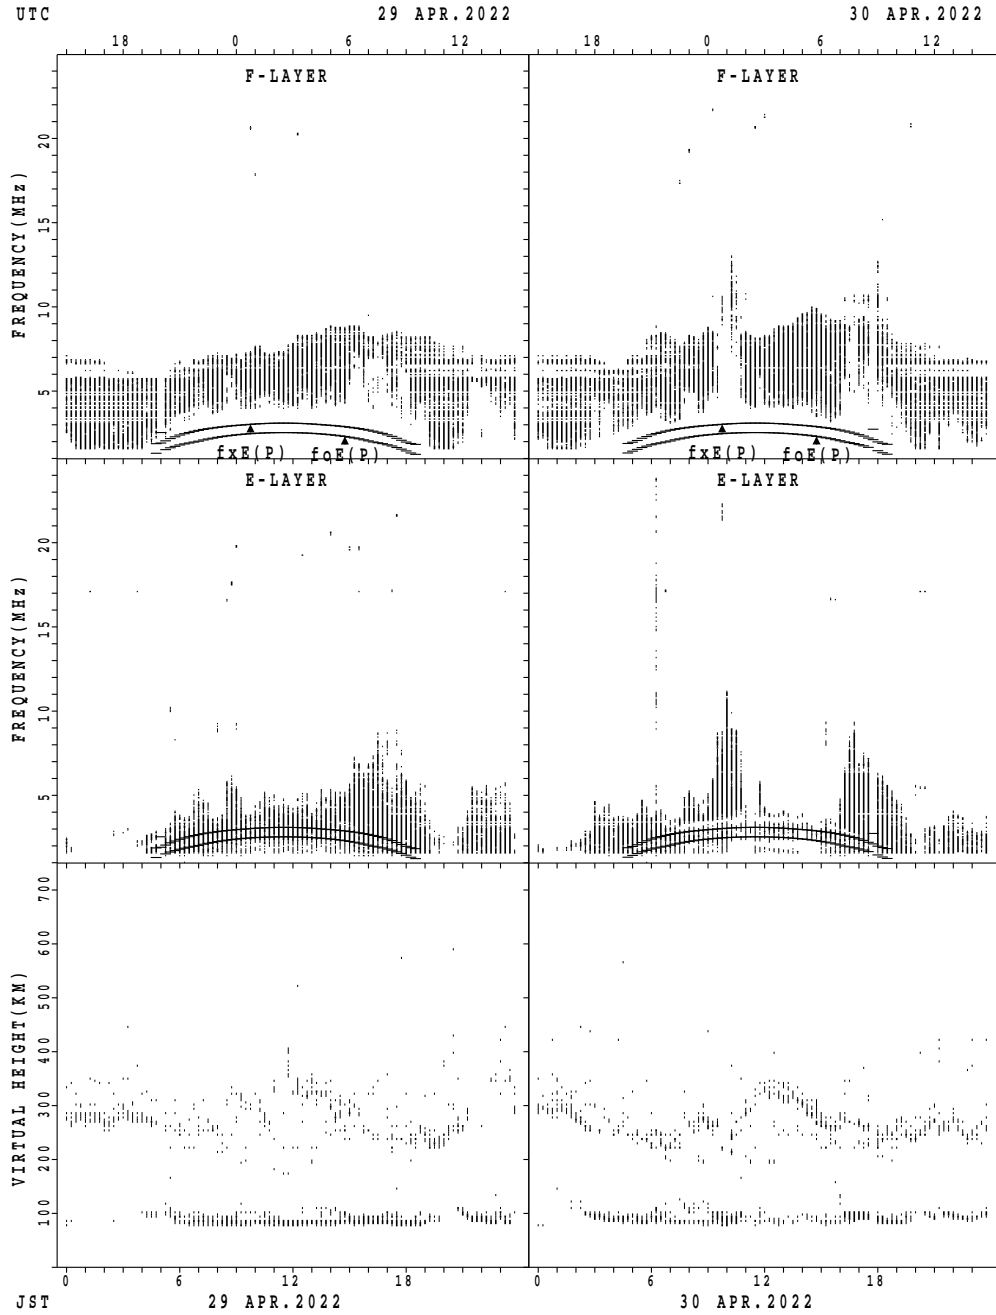 UTC 29 APR.2022 30 APR.2022
18 0 6 12 18 0 6 12
F-LAYER F-LAYER
FREQUENCY(MHz)
20
15
10
5
fxE(P) foE(P) fxE(P) foE(P)
E-LAYER E-LAYER
FREQUENCY(MHz)
20
15
10
5
VIRTUAL HEIGHT(KM)
700
600
500
400
300
200
100
0 6 12 18 0 6 12 18
JST 29 APR.2022 30 APR.2022